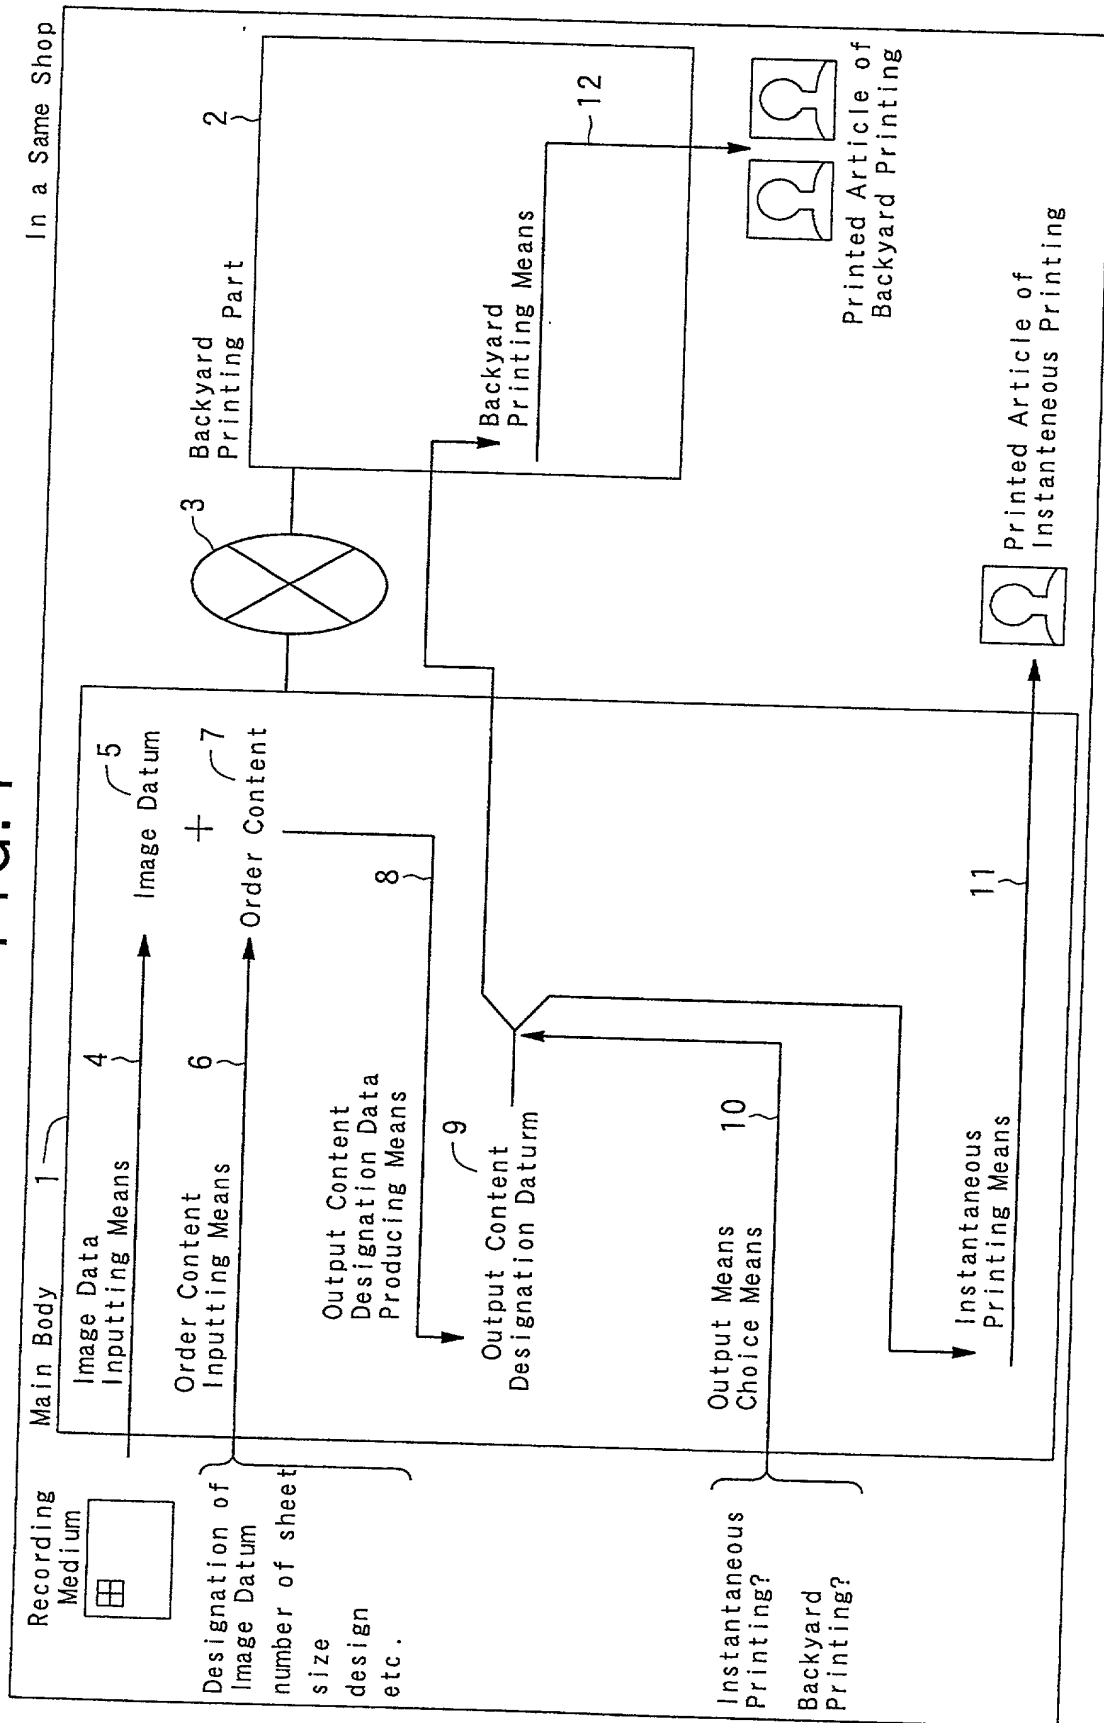 FIG. 1
In a Same Shop
Recording
Medium
Main Body
1
Image Data
Inputting Means
4
5
Image Datum
+
Order Content
Inputting Means
6
7
Order Content
Designation of
Image Datum
number of sheet
size
design
etc.
Output Content
Designation Data
Producing Means
8
9
Output Content
Designation Daturm
Output Means
Choice Means
10
Instantaneous
Printing?
Backyard
Printing?
Instantaneous
Printing Means
11
Printed Article of
Instanteneous Printing
3
Backyard
Printing Part
2
Backyard
Printing Means
12
Printed Article of
Backyard Printing